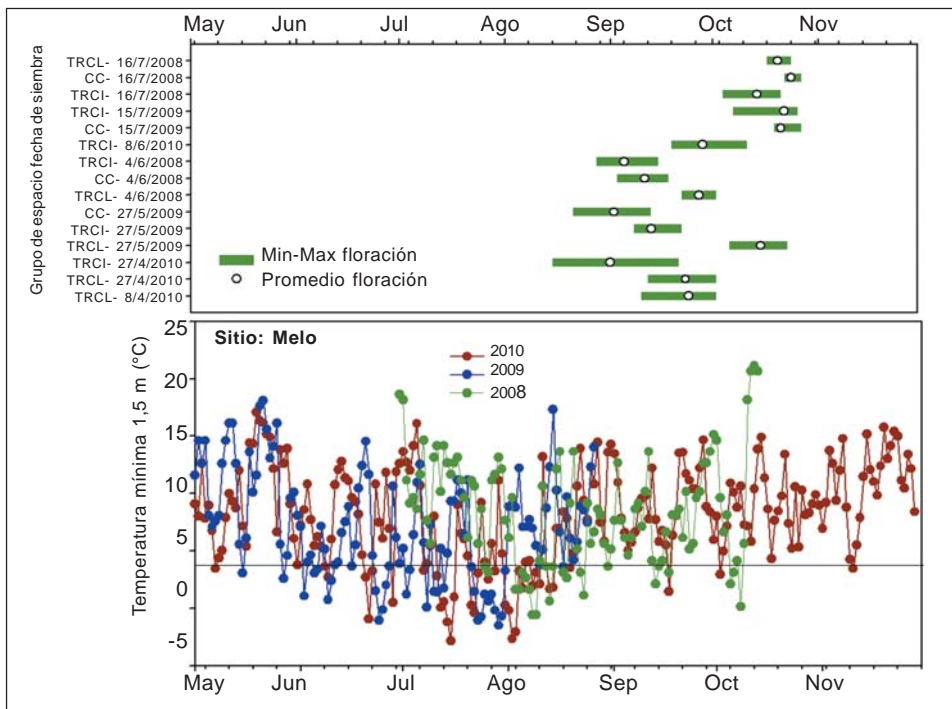 May Jun Jul Ago Sep Oct Nov
Grupo de espacio fecha de siembra
TRCL- 16/7/2008
CC- 16/7/2008
TRCI- 16/7/2008
TRCI- 15/7/2009
CC- 15/7/2009
TRCI- 8/6/2010
TRCI- 4/6/2008
CC- 4/6/2008
TRCL- 4/6/2008
CC- 27/5/2009
TRCI- 27/5/2009
TRCL- 27/5/2009
TRCI- 27/4/2010
TRCL- 27/4/2010
TRCL- 8/4/2010
Min-Max floración
Promedio floración
Temperatura mínima 1,5 m (°C)
25
20
15
10
5
0
-5
Sitio: Melo
2010
2009
2008
May Jun Jul Ago Sep Oct Nov